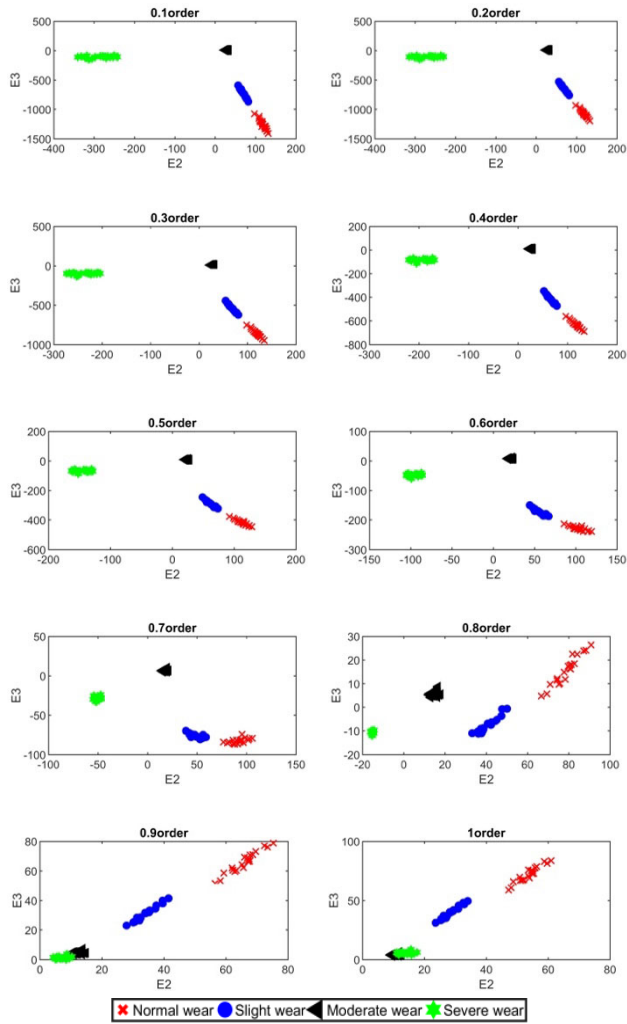 0.1order
500
0
-500
-1000
-1500
E3
-400 -300 -200 -100 0 100 200
E2
0.2order
500
0
-500
-1000
-1500
E3
-400 -300 -200 -100 0 100 200
E2
0.3order
500
0
-500
-1000
E3
-300 -200 -100 0 100 200
E2
0.4order
200
0
-200
-400
-600
-800
E3
-300 -200 -100 0 100 200
E2
0.5order
200
0
-200
-400
-600
E3
-200 -100 0 100 200
E2
0.6order
100
0
-100
-200
-300
E3
-150 -100 -50 0 50 100 150
E2
0.7order
50
0
-50
-100
E3
-100 -50 0 50 100 150
E2
0.8order
30
20
10
0
-10
-20
E3
-20 0 20 40 60 80 100
E2
0.9order
80
60
40
20
0
E3
0 20 40 60 80
E2
1order
100
50
0
E3
0 20 40 60 80
E2
Normal wear Slight wear Moderate wear Severe wear